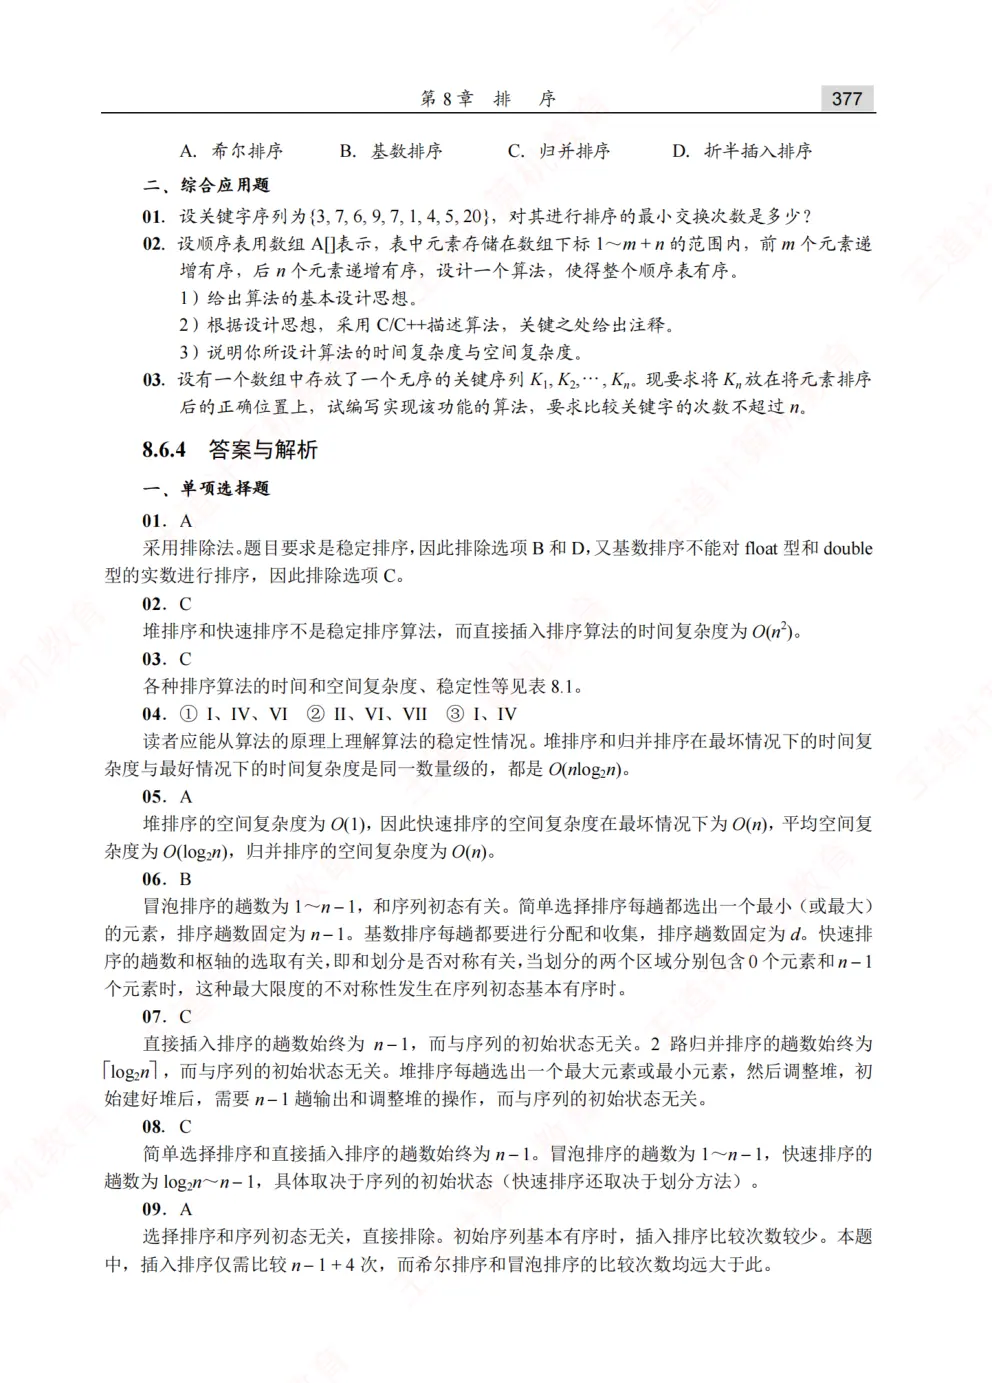 第 8 章 排 序 377
A. 希尔排序 B. 基数排序 C. 归并排序 D. 折半插入排序
二、综合应用题
01. 设关键字序列为{3, 7, 6, 9, 7, 1, 4, 5, 20}，对其进行排序的最小交换次数是多少？
02. 设顺序表用数组 A[]表示，表中元素存储在数组下标 1～m + n 的范围内，前 m 个元素递
增有序，后 n 个元素递增有序，设计一个算法，使得整个顺序表有序。
1）给出算法的基本设计思想。
2）根据设计思想，采用 C/C++描述算法，关键之处给出注释。
3）说明你所设计算法的时间复杂度与空间复杂度。
03. 设有一个数组中存放了一个无序的关键序列 K₁, K₂,⋯ , Kₙ。现要求将 Kₙ 放在将元素排序
后的正确位置上，试编写实现该功能的算法，要求比较关键字的次数不超过 n。
8.6.4 答案与解析
一、单项选择题
01. A
采用排除法。题目要求是稳定排序，因此排除选项 B 和 D，又基数排序不能对 float 型和 double
型的实数进行排序，因此排除选项 C。
02. C
堆排序和快速排序不是稳定排序算法，而直接插入排序算法的时间复杂度为 O(n²)。
03. C
各种排序算法的时间和空间复杂度、稳定性等见表 8.1。
04. ① I、IV、VI ② II、VI、VII ③ I、IV
读者应能从算法的原理上理解算法的稳定性情况。堆排序和归并排序在最坏情况下的时间复
杂度与最好情况下的时间复杂度是同一数量级的，都是 O(nlog₂n)。
05. A
堆排序的空间复杂度为 O(1)，因此快速排序的空间复杂度在最坏情况下为 O(n)，平均空间复
杂度为 O(log₂n)，归并排序的空间复杂度为 O(n)。
06. B
冒泡排序的趟数为 1～n − 1，和序列初态有关。简单选择排序每趟都选出一个最小（或最大）
的元素，排序趟数固定为 n − 1。基数排序每趟都要进行分配和收集，排序趟数固定为 d。快速排
序的趟数和枢轴的选取有关，即和划分是否对称有关，当划分的两个区域分别包含 0 个元素和 n − 1
个元素时，这种最大限度的不对称性发生在序列初态基本有序时。
07. C
直接插入排序的趟数始终为 n − 1，而与序列的初始状态无关。2 路归并排序的趟数始终为
⌈log₂n⌉，而与序列的初始状态无关。堆排序每趟选出一个最大元素或最小元素，然后调整堆，初
始建好堆后，需要 n − 1 趟输出和调整堆的操作，而与序列的初始状态无关。
08. C
简单选择排序和直接插入排序的趟数始终为 n − 1。冒泡排序的趟数为 1～n − 1，快速排序的
趟数为 log₂n～n − 1，具体取决于序列的初始状态（快速排序还取决于划分方法）。
09. A
选择排序和序列初态无关，直接排除。初始序列基本有序时，插入排序比较次数较少。本题
中，插入排序仅需比较 n − 1 + 4 次，而希尔排序和冒泡排序的比较次数均远大于此。